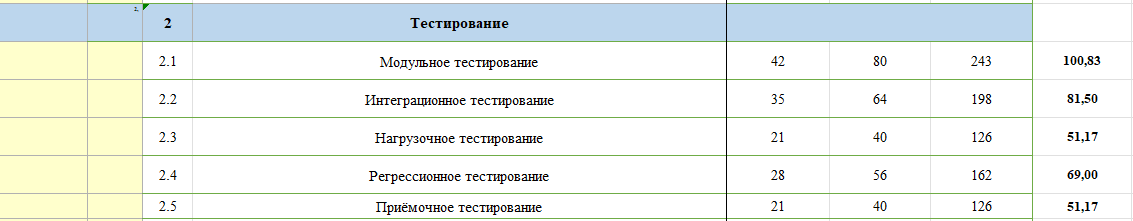 2, 2 Тестирование
2.1 Модульное тестирование 42 80 243 100,83
2.2 Интеграционное тестирование 35 64 198 81,50
2.3 Нагрузочное тестирование 21 40 126 51,17
2.4 Регрессионное тестирование 28 56 162 69,00
2.5 Приёмочное тестирование 21 40 126 51,17